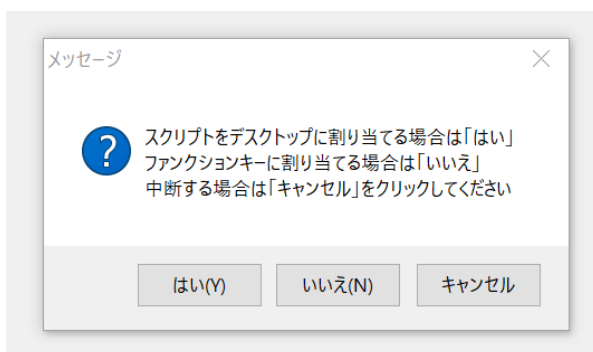 メッセージ
スクリプトをデスクトップに割り当てる場合は「はい」
ファンクションキーに割り当てる場合は「いいえ」
中断する場合は「キャンセル」をクリックしてください
はい(Y) いいえ(N) キャンセル